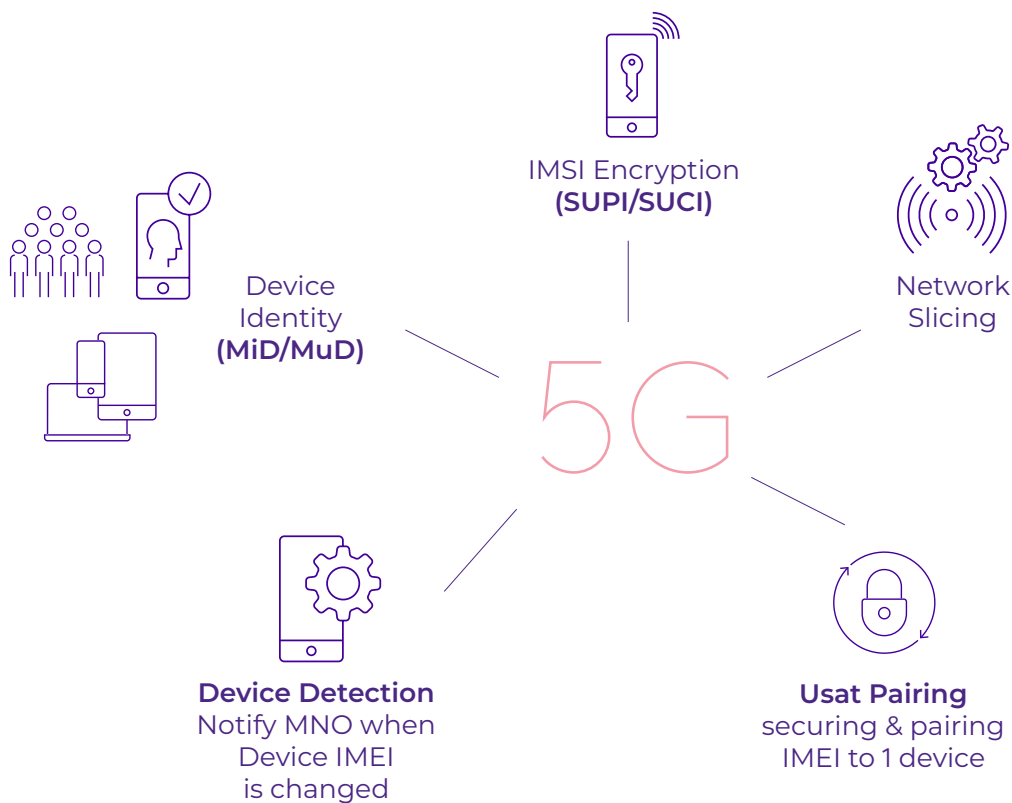 IMSI Encryption
(SUPI/SUCI)
Network
Slicing
Device
Identity
(MiD/MuD)
5G
Device Detection
Notify MNO when
Device IMEI
is changed
Usat Pairing
securing & pairing
IMEI to 1 device